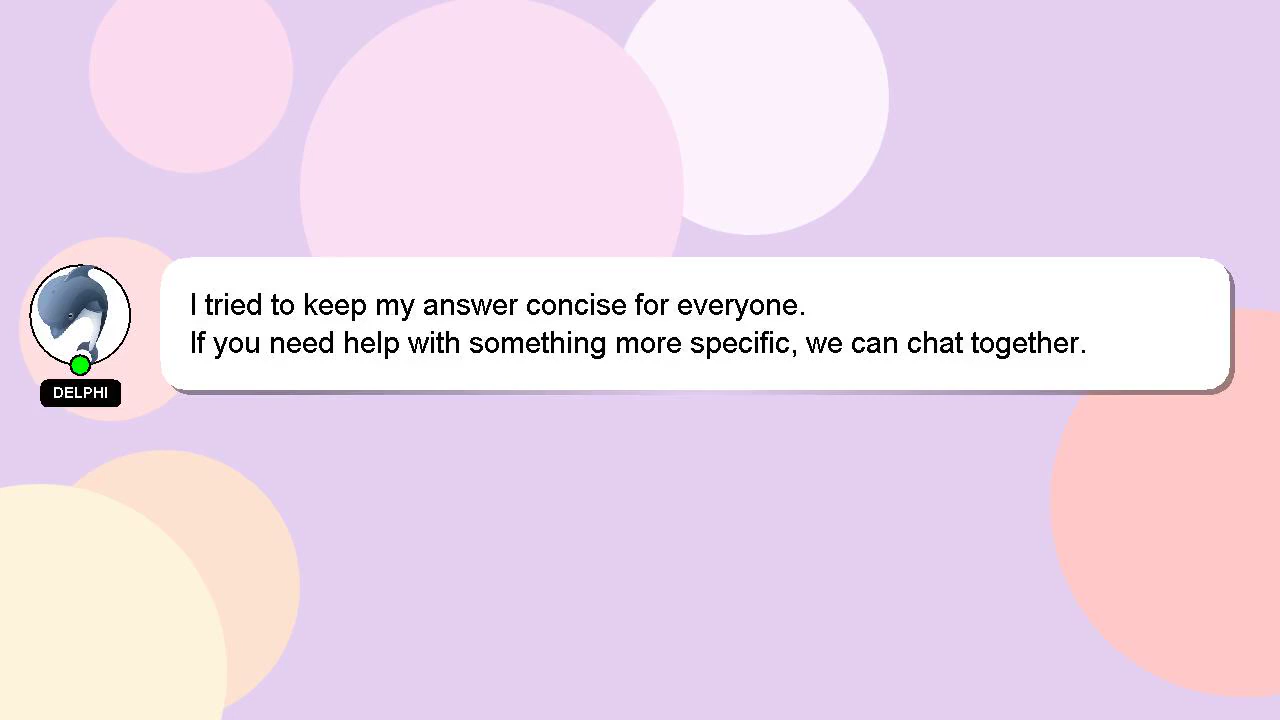 I tried to keep my answer concise for everyone.
If you need help with something more specific, we can chat together.
DELPHI